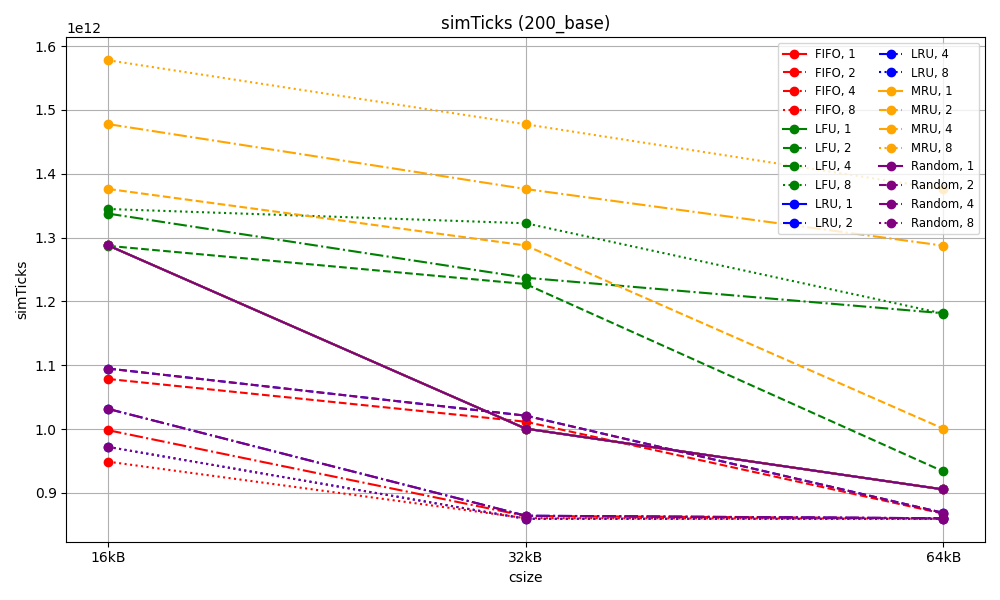 simTicks (200_base)
1e12
1.6
1.5
1.4
1.3
1.2
1.1
1.0
0.9
simTicks
16kB
32kB
64kB
csize
FIFO, 1
FIFO, 2
FIFO, 4
FIFO, 8
LFU, 1
LFU, 2
LFU, 4
LFU, 8
LRU, 1
LRU, 2
LRU, 4
LRU, 8
MRU, 1
MRU, 2
MRU, 4
MRU, 8
Random, 1
Random, 2
Random, 4
Random, 8